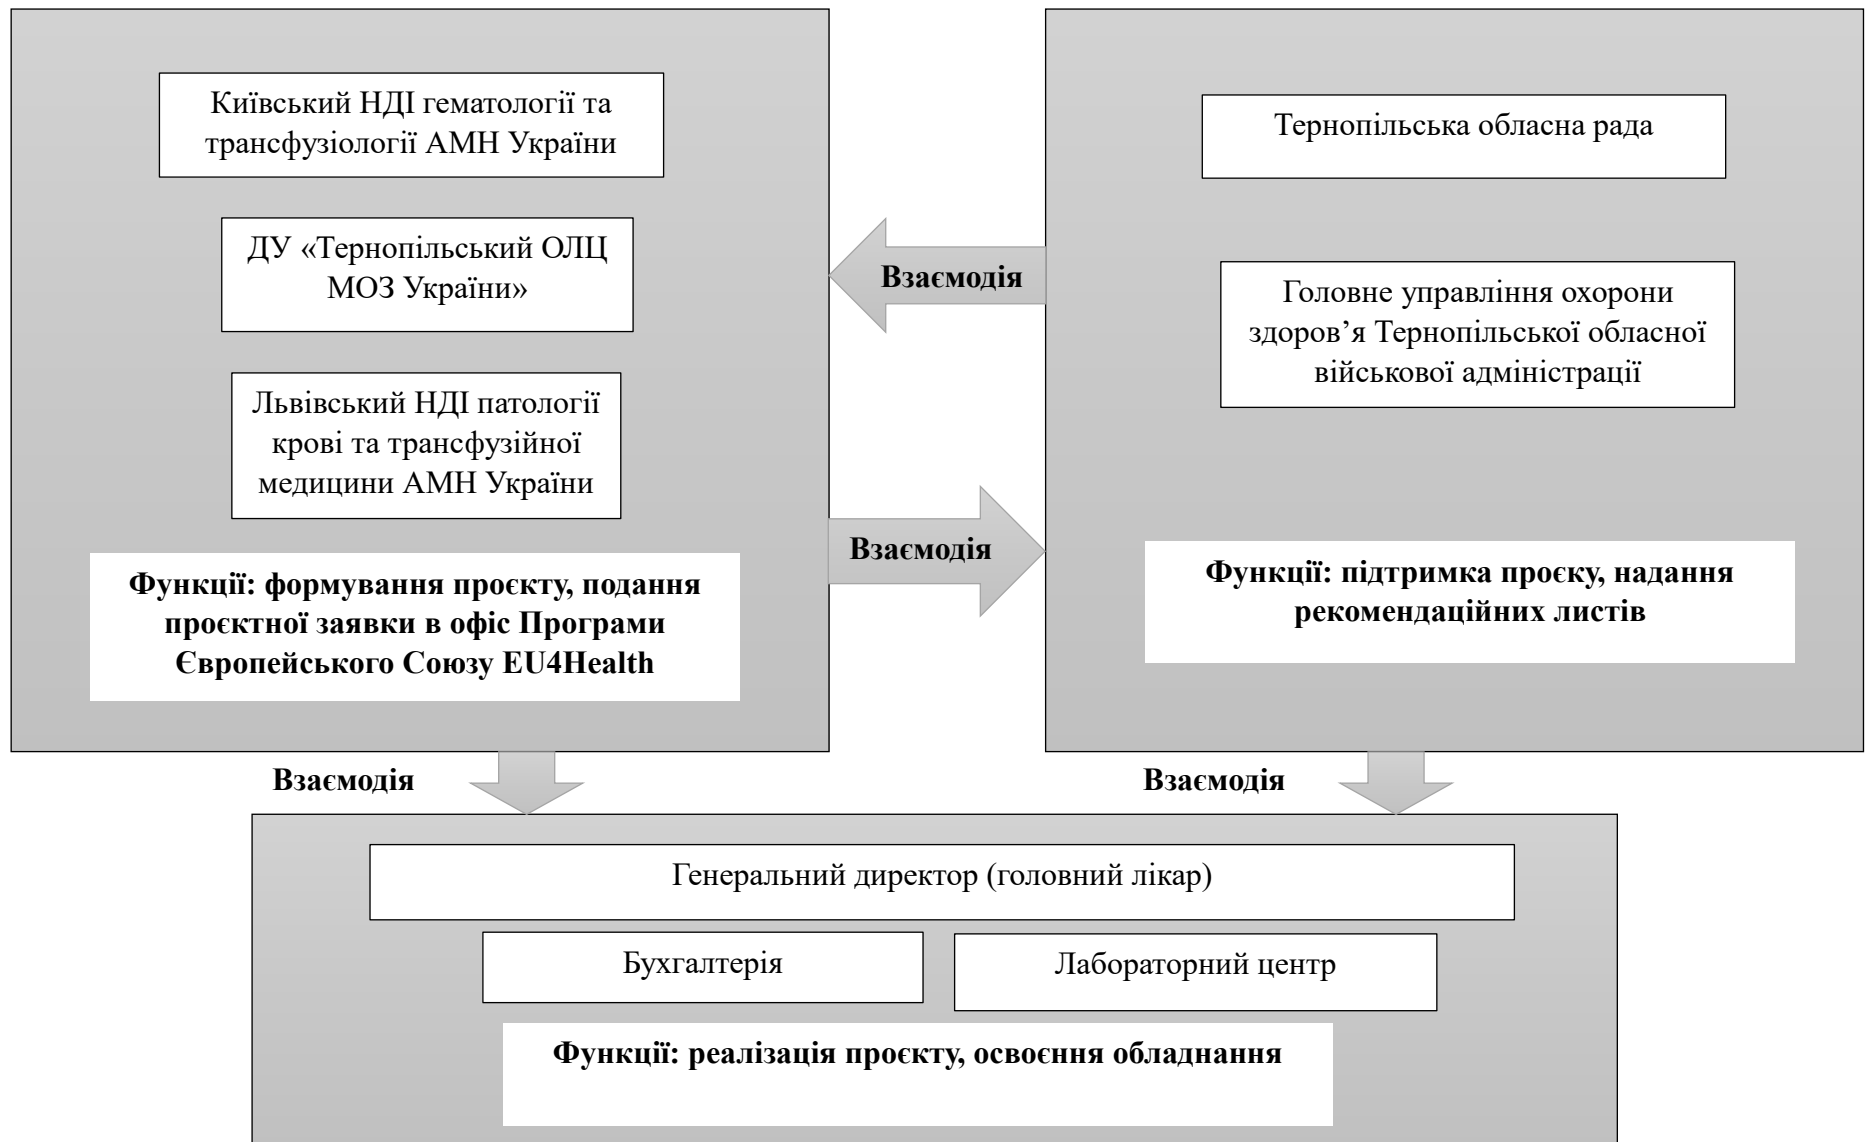 Київський НДІ гематології та
трансфузіології АМН України
ДУ «Тернопільський ОЛЦ
МОЗ України»
Львівський НДІ патології
крові та трансфузійної
медицини АМН України
Функції: формування проєкту, подання
проєктної заявки в офіс Програми
Європейського Союзу EU4Health
Взаємодія
Взаємодія
Тернопільська обласна рада
Головне управління охорони
здоров’я Тернопільської обласної
військової адміністрації
Функції: підтримка проєку, надання
рекомендаційних листів
Взаємодія
Взаємодія
Генеральний директор (головний лікар)
Бухгалтерія
Лабораторний центр
Функції: реалізація проєкту, освоєння обладнання